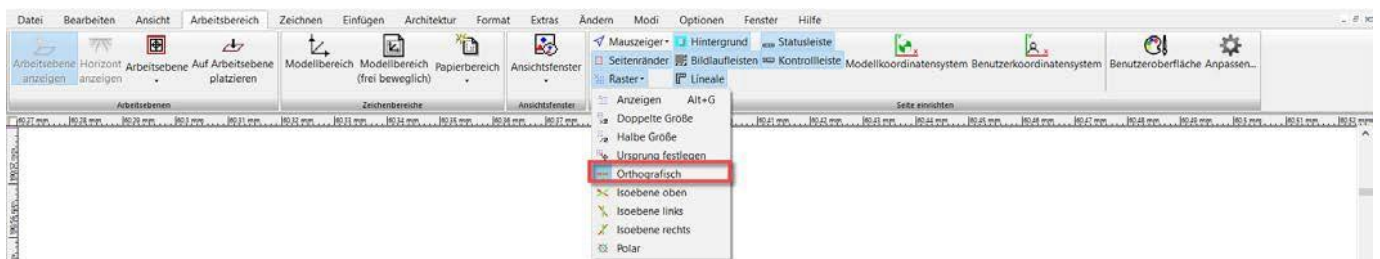 Datei Bearbeiten Ansicht Arbeitsbereich Zeichnen Einfügen Architektur Format Extras Ändern Modi Optionen Fenster Hilfe
Arbeitsebene anzeigen
Horizont anzeigen
Arbeitsebene
Auf Arbeitsebene platzieren
Arbeitsebenen
Modellbereich
Modellbereich (frei beweglich)
Papierbereich
Zeichenbereiche
Ansichtsfenster
Ansichtsfenster
Mauszeiger Hintergrund Statusleiste
Seitenränder Bildlaufleisten Kontrollleiste
Raster Lineale
Modellkoordinatensystem Benutzerkoordinatensystem Benutzeroberfläche Anpassen...
Seite einrichten
Anzeigen Alt+G
Doppelte Größe
Halbe Größe
Ursprung festlegen
Orthografisch
Isoebene oben
Isoebene links
Isoebene rechts
Polar